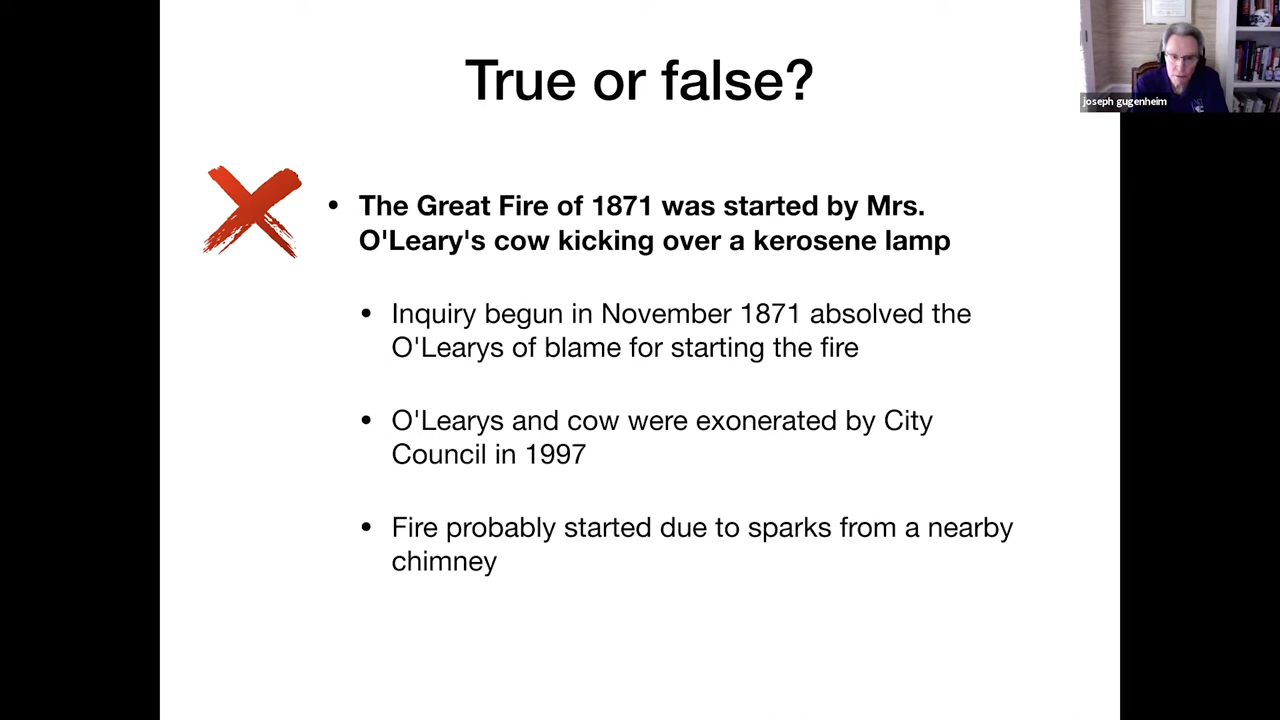 True or false?
joseph gugenheim
• The Great Fire of 1871 was started by Mrs.
O'Leary's cow kicking over a kerosene lamp
• Inquiry begun in November 1871 absolved the
O'Learys of blame for starting the fire
• O'Learys and cow were exonerated by City
Council in 1997
• Fire probably started due to sparks from a nearby
chimney